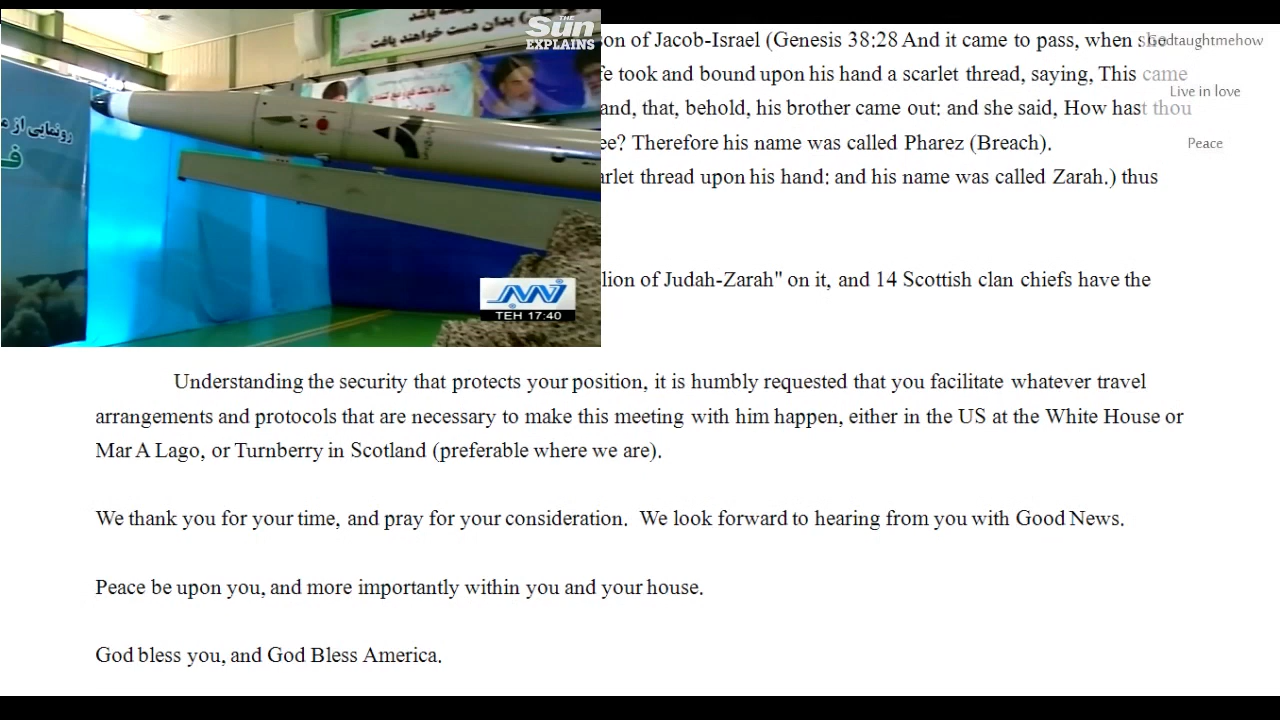 THE
Sun
EXPLAINS
بدان دست خواهند یافت
رونمایی از
TEH 17:40
son of Jacob-Israel (Genesis 38:28 And it came to pass, when she
Godtaughtmehow
took and bound upon his hand a scarlet thread, saying, This came
Live in love
and, that, behold, his brother came out: and she said, How hast thou
Therefore his name was called Pharez (Breach).
Peace
thread upon his hand: and his name was called Zarah.) thus
lion of Judah-Zarah" on it, and 14 Scottish clan chiefs have the
Understanding the security that protects your position, it is humbly requested that you facilitate whatever travel
arrangements and protocols that are necessary to make this meeting with him happen, either in the US at the White House or
Mar A Lago, or Turnberry in Scotland (preferable where we are).
We thank you for your time, and pray for your consideration. We look forward to hearing from you with Good News.
Peace be upon you, and more importantly within you and your house.
God bless you, and God Bless America.